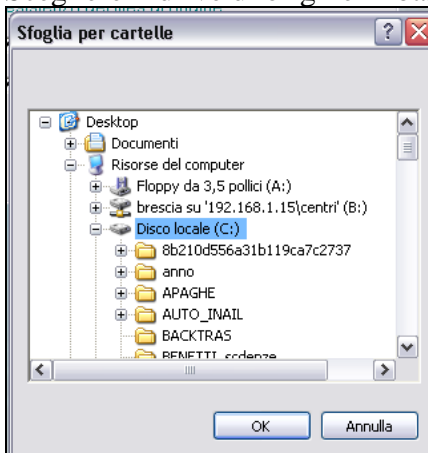 Sfoglia per cartelle
Desktop
Documenti
Risorse del computer
Floppy da 3,5 pollici (A:)
brescia su '192.168.1.15\centri' (B:)
Disco locale (C:)
8b210d556a31b119ca7c2737
anno
APAGHE
AUTO_INAIL
BACKTRAS
BENETTI_scdenze
OK Annulla